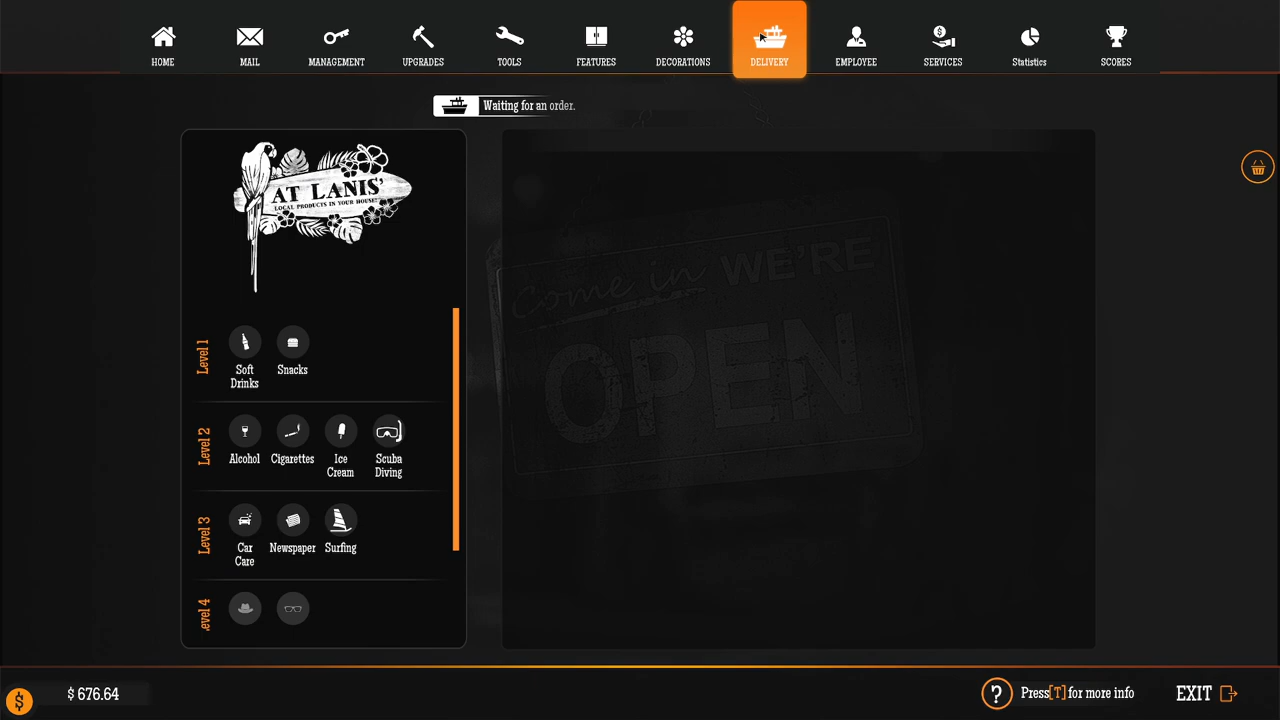 HOME
MAIL
MANAGEMENT
UPGRADES
TOOLS
FEATURES
DECORATIONS
DELIVERY
EMPLOYEE
SERVICES
Statistics
SCORES
Waiting for an order.
AT LANIS'
LOCAL PRODUCTS IN YOUR HOUSE!
Come in WE'RE
OPEN
Level 1
Soft
Drinks
Snacks
Level 2
Alcohol
Cigarettes
Ice
Cream
Scuba
Diving
Level 3
Car
Care
Newspaper
Surfing
evel 4
$ 676.64
Press[T] for more info
EXIT